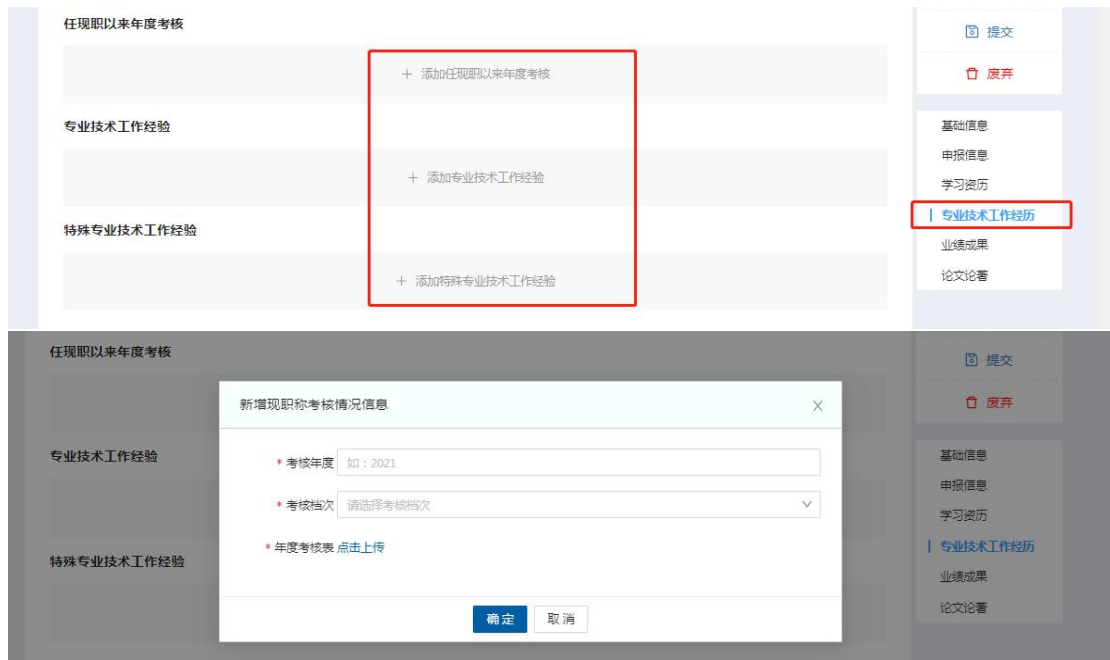 任现职以来年度考核
+ 添加任现职以来年度考核
专业技术工作经验
+ 添加专业技术工作经验
特殊专业技术工作经验
+ 添加特殊专业技术工作经验
提交
废弃
基础信息
申报信息
学习资历
专业技术工作经历
业绩成果
论文论著
任现职以来年度考核
专业技术工作经验
特殊专业技术工作经验
新增现职称考核情况信息
* 考核年度 如：2021
* 考核档次 请选择考核档次
* 年度考核表 点击上传
确定 取消
提交
废弃
基础信息
申报信息
学习资历
专业技术工作经历
业绩成果
论文论著